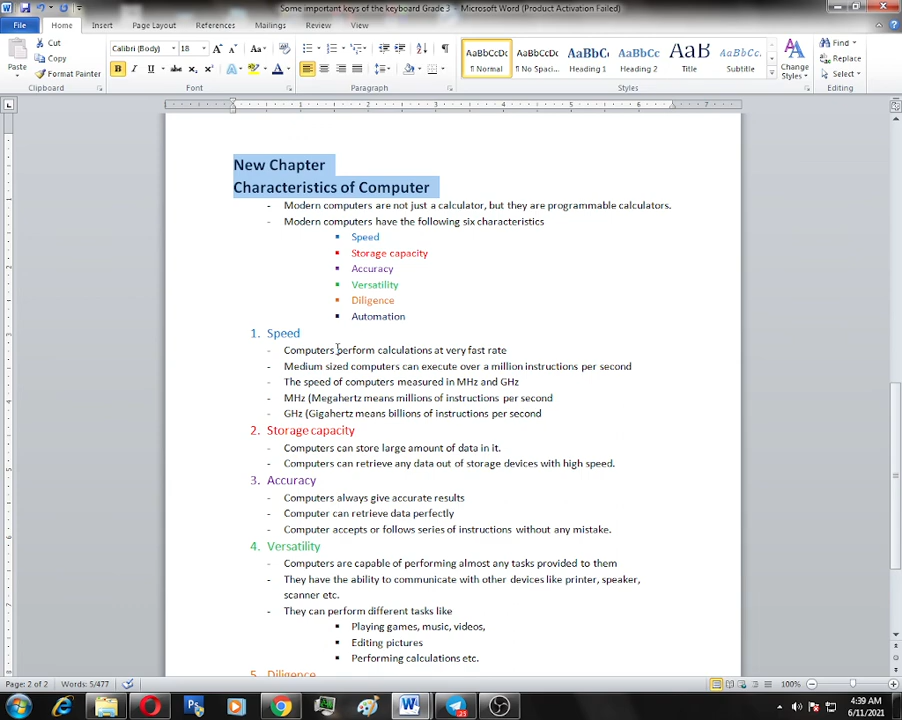 Some important keys of the keyboard Grade 3 - Microsoft Word (Product Activation Failed)
File Home Insert Page Layout References Mailings Review View
Paste
Cut
Copy
Format Painter
Clipboard
Calibri (Body) 18
Font
Paragraph
AaBbCcDc AaBbCcDc AaBbC AaBbCc AaB AaBbCc.
¶ Normal ¶ No Spaci... Heading 1 Heading 2 Title Subtitle
Change
Styles
Styles
Find
Replace
Select
Editing
New Chapter
Characteristics of Computer
- Modern computers are not just a calculator, but they are programmable calculators.
- Modern computers have the following six characteristics
▪ Speed
▪ Storage capacity
▪ Accuracy
▪ Versatility
▪ Diligence
▪ Automation
1. Speed
- Computers perform calculations at very fast rate
- Medium sized computers can execute over a million instructions per second
- The speed of computers measured in MHz and GHz
- MHz (Megahertz means millions of instructions per second
- GHz (Gigahertz means billions of instructions per second
2. Storage capacity
- Computers can store large amount of data in it.
- Computers can retrieve any data out of storage devices with high speed.
3. Accuracy
- Computers always give accurate results
- Computer can retrieve data perfectly
- Computer accepts or follows series of instructions without any mistake.
4. Versatility
- Computers are capable of performing almost any tasks provided to them
- They have the ability to communicate with other devices like printer, speaker,
scanner etc.
- They can perform different tasks like
▪ Playing games, music, videos,
▪ Editing pictures
▪ Performing calculations etc.
5. Diligence
Page: 2 of 2 Words: 5/477 100%
4:39 AM
6/11/2021